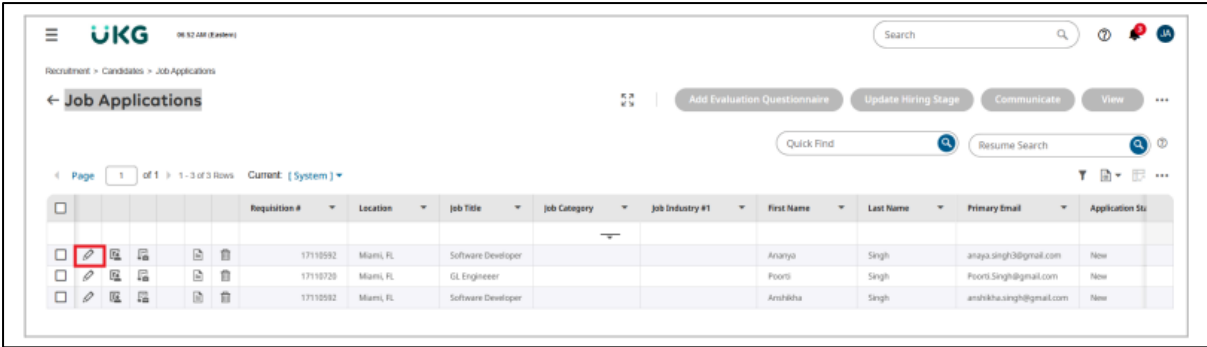 UKG 06:52 AM (Eastern) Search 3 JA
Recruitment > Candidates > Job Applications
← Job Applications Add Evaluation Questionnaire Update Hiring Stage Communicate View ...
Quick Find Resume Search
Page 1 of 1 1 - 3 of 3 Rows Current: [ System ]
Requisition # Location Job Title Job Category Job Industry #1 First Name Last Name Primary Email Application Sta
17110592 Miami, FL Software Developer Ananya Singh anaya.singh3@gmail.com New
17110720 Miami, FL GL Engineeer Poorti Singh Poorti.Singh@gmail.com New
17110592 Miami, FL Software Developer Anshikha Singh anshikha.singh@gmail.com New